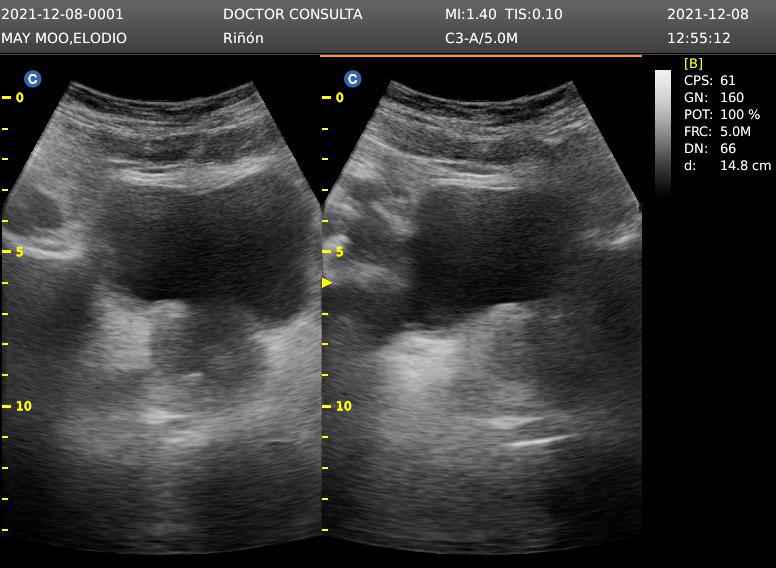 2021-12-08-0001 DOCTOR CONSULTA MI:1.40 TIS:0.10 2021-12-08
MAY MOO,ELODIO Riñón C3-A/5.0M 12:55:12
[B]
CPS: 61
GN: 160
POT: 100 %
FRC: 5.0M
DN: 66
d: 14.8 cm
C C
0 0
5 5
10 10